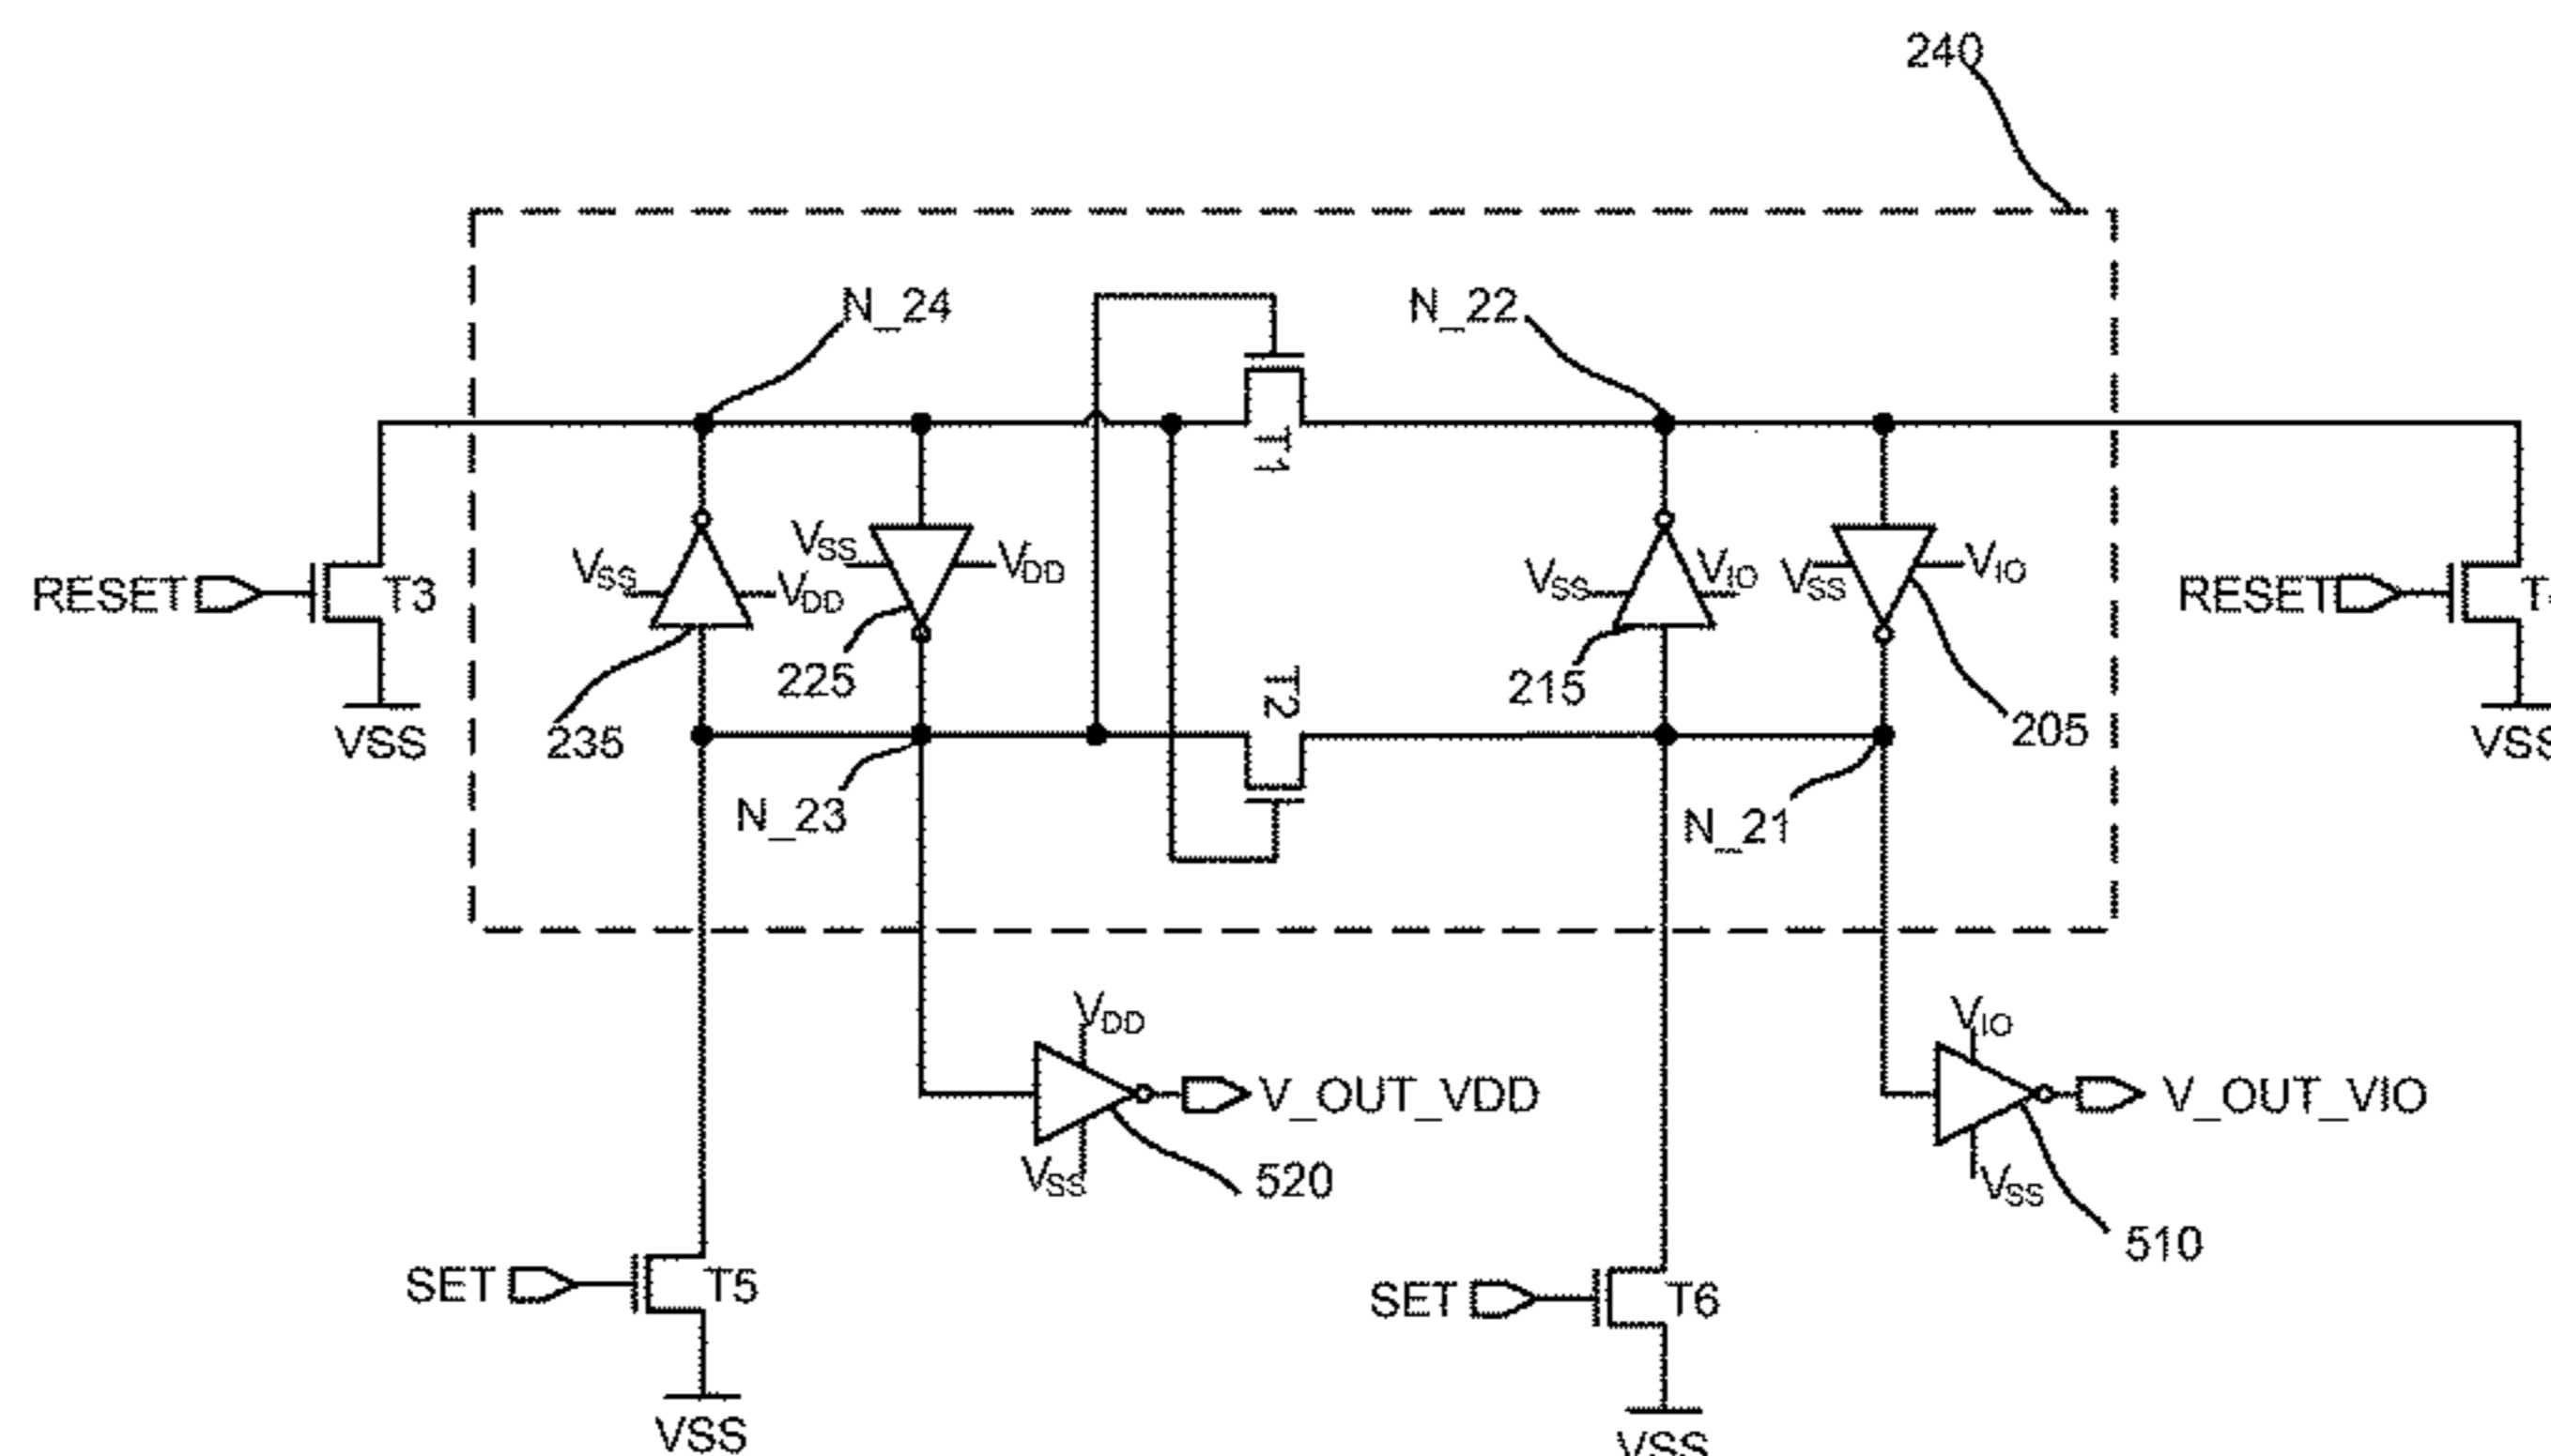 240
N_24
N_22
T1
VSS
VDD
VSS
VDD
VSS
VIO
VSS
VIO
RESET
T3
RESET
225
215
235
205
T2
VSS
VSS
N_23
N_21
VDD
V_OUT_VDD
VSS
520
VIO
V_OUT_VIO
VSS
510
SET
T5
SET
T6
VSS
VSS